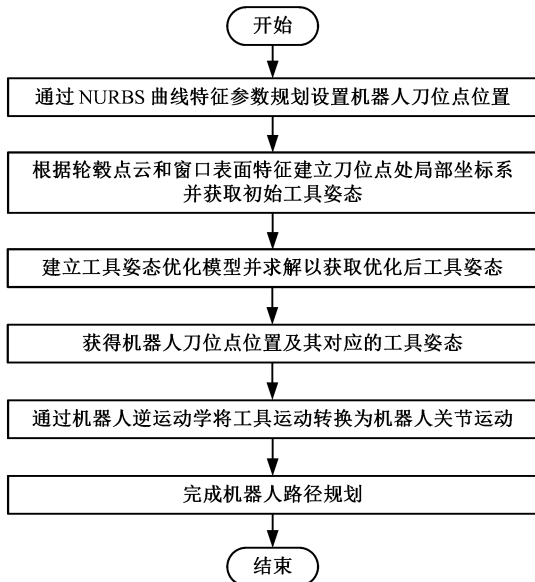 开始
通过 NURBS 曲线特征参数规划设置机器人刀位点位置
根据轮毂点云和窗口表面特征建立刀位点处局部坐标系
并获取初始工具姿态
建立工具姿态优化模型并求解以获取优化后工具姿态
获得机器人刀位点位置及其对应的工具姿态
通过机器人逆运动学将工具运动转换为机器人关节运动
完成机器人路径规划
结束